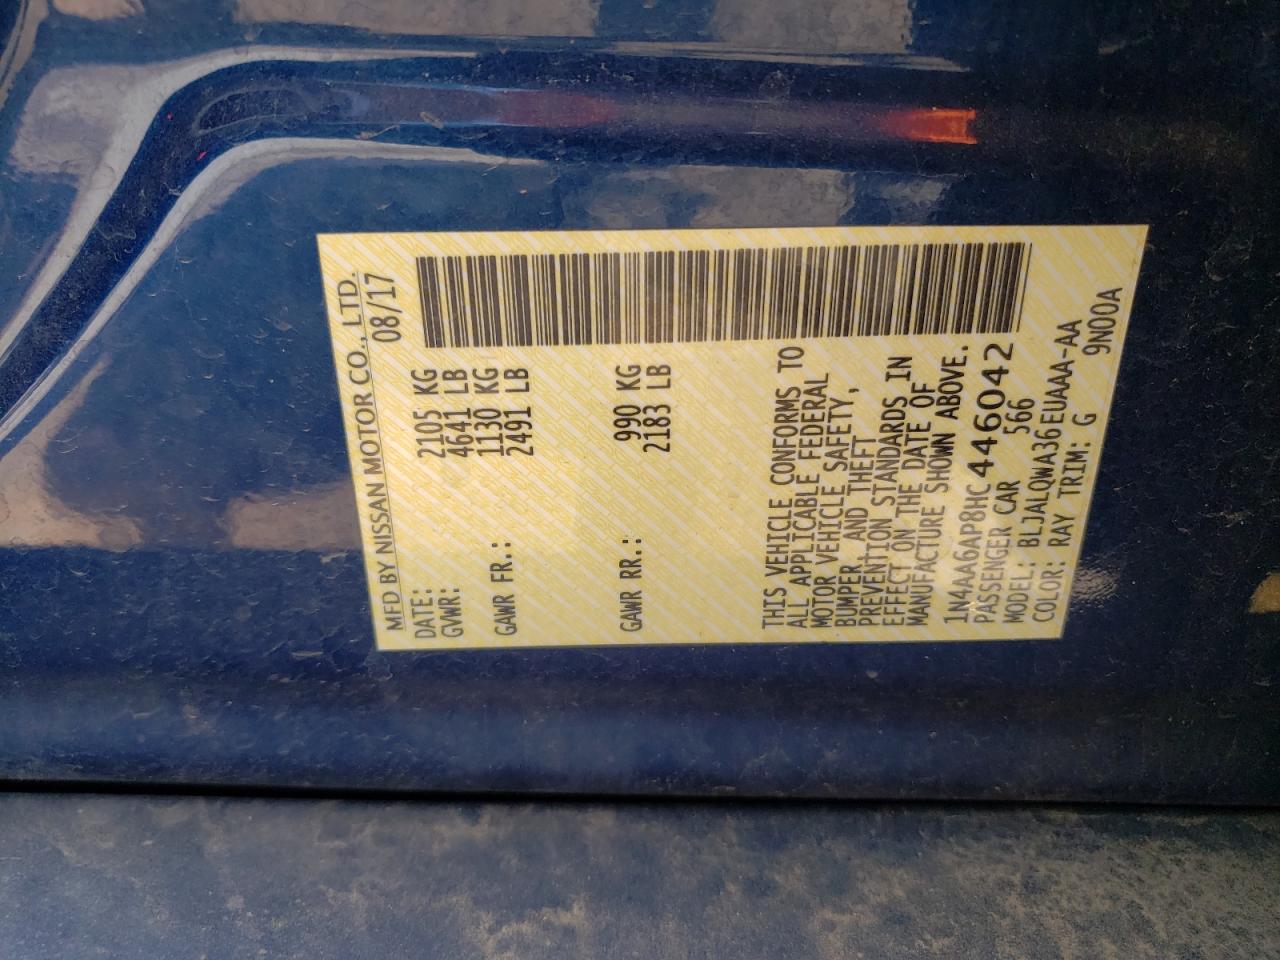 MFD BY NISSAN MOTOR CO., LTD.
DATE: 08/17
GVWR: 2105 KG
4641 LB
GAWR FR.: 1130 KG
2491 LB
GAWR RR.: 990 KG
2183 LB
THIS VEHICLE CONFORMS TO
ALL APPLICABLE FEDERAL
MOTOR VEHICLE SAFETY,
BUMPER AND THEFT
PREVENTION STANDARDS IN
EFFECT ON THE DATE OF
MANUFACTURE SHOWN ABOVE.
1N4AA6AP8HC446042
PASSENGER CAR 566
MODEL: BLJALQWA36EUAAA-AA
COLOR: RAY TRIM: G 9N00A